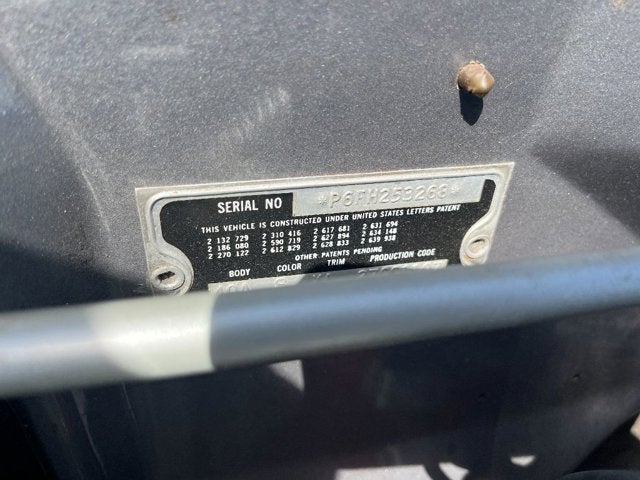 SERIAL NO *P6FH253268*
THIS VEHICLE IS CONSTRUCTED UNDER UNITED STATES LETTERS PATENT
2 132 729 2 310 416 2 617 681 2 631 694
2 186 080 2 590 719 2 627 894 2 634 148
2 270 122 2 612 829 2 628 833 2 639 938
OTHER PATENTS PENDING
BODY COLOR TRIM PRODUCTION CODE